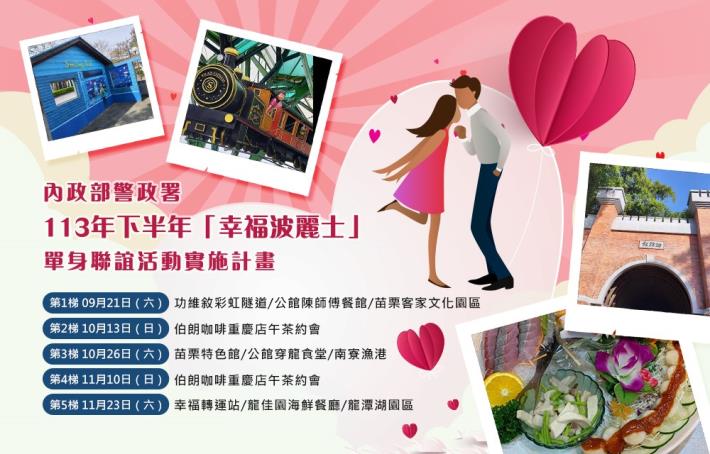 內政部警政署
113年下半年「幸福波麗士」
單身聯誼活動實施計畫
第1梯 09月21日（六） 功維敘彩虹隧道/公館陳師傅餐館/苗栗客家文化園區
第2梯 10月13日（日） 伯朗咖啡重慶店午茶約會
第3梯 10月26日（六） 苗栗特色館/公館穿龍食堂/南寮漁港
第4梯 11月10日（日） 伯朗咖啡重慶店午茶約會
第5梯 11月23日（六） 幸福轉運站/龍佳園海鮮餐廳/龍潭湖園區